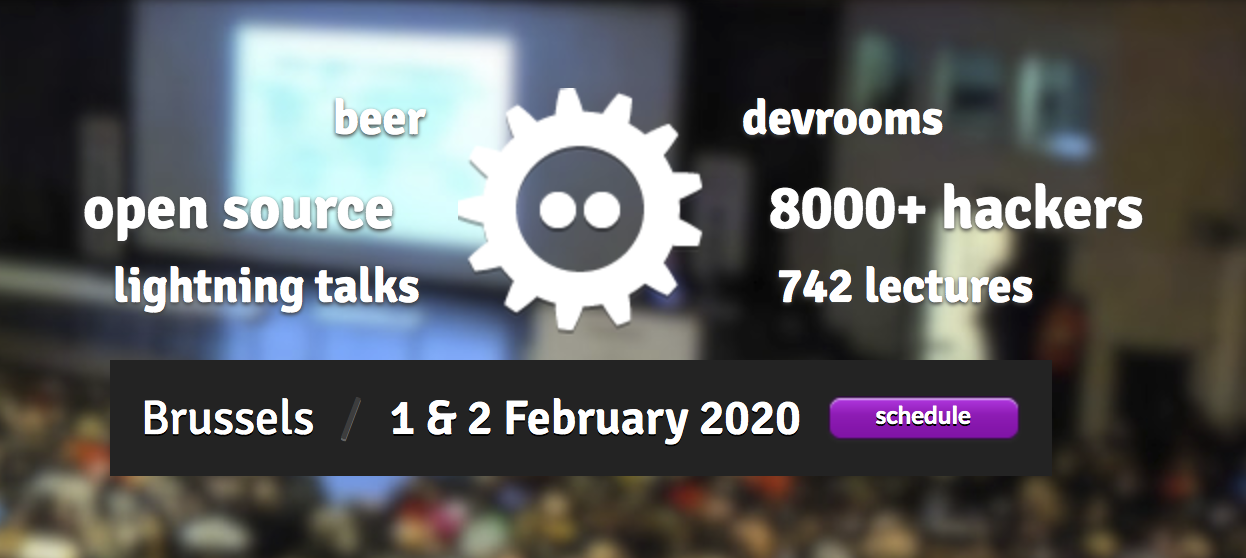 beer
devrooms
open source
8000+ hackers
lightning talks
742 lectures
Brussels / 1 & 2 February 2020 schedule